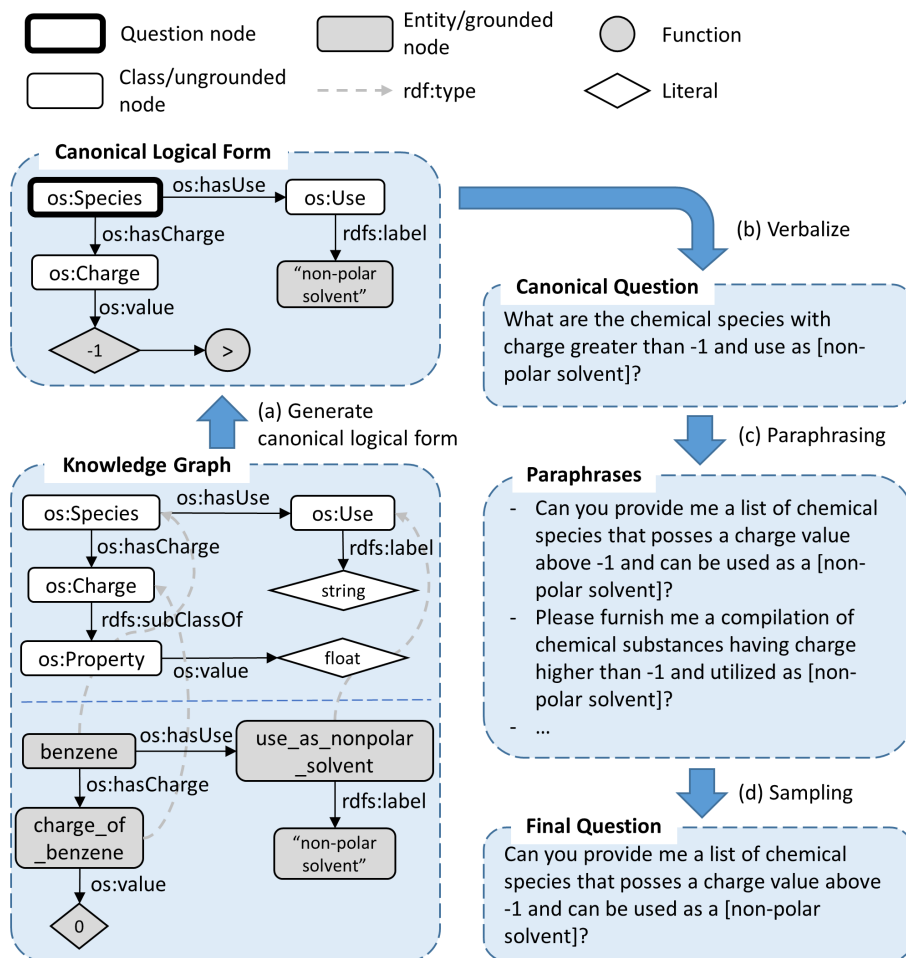 Question node
Entity/grounded
node
Function
Class/ungrounded
node
rdf:type
Literal
Canonical Logical Form
os:Species
os:hasUse
os:Use
os:hasCharge
rdfs:label
os:Charge
“non-polar
solvent”
os:value
-1
>
(a) Generate
canonical logical form
Knowledge Graph
os:Species
os:hasUse
os:Use
os:hasCharge
rdfs:label
os:Charge
string
rdfs:subClassOf
os:Property
os:value
float
benzene
os:hasUse
use_as_nonpolar
_solvent
os:hasCharge
rdfs:label
charge_of
_benzene
“non-polar
solvent”
os:value
0
(b) Verbalize
Canonical Question
What are the chemical species with
charge greater than -1 and use as [non-
polar solvent]?
(c) Paraphrasing
Paraphrases
- Can you provide me a list of chemical
species that posses a charge value
above -1 and can be used as a [non-
polar solvent]?
- Please furnish me a compilation of
chemical substances having charge
higher than -1 and utilized as [non-
polar solvent]?
- …
(d) Sampling
Final Question
Can you provide me a list of chemical
species that posses a charge value above
-1 and can be used as a [non-polar
solvent]?